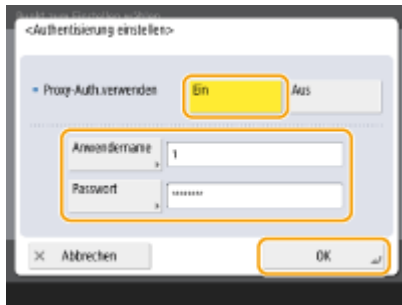 <Authentisierung einstellen>
Proxy-Auth.verwenden Ein Aus
Anwendername 1
Passwort ********
× Abbrechen OK